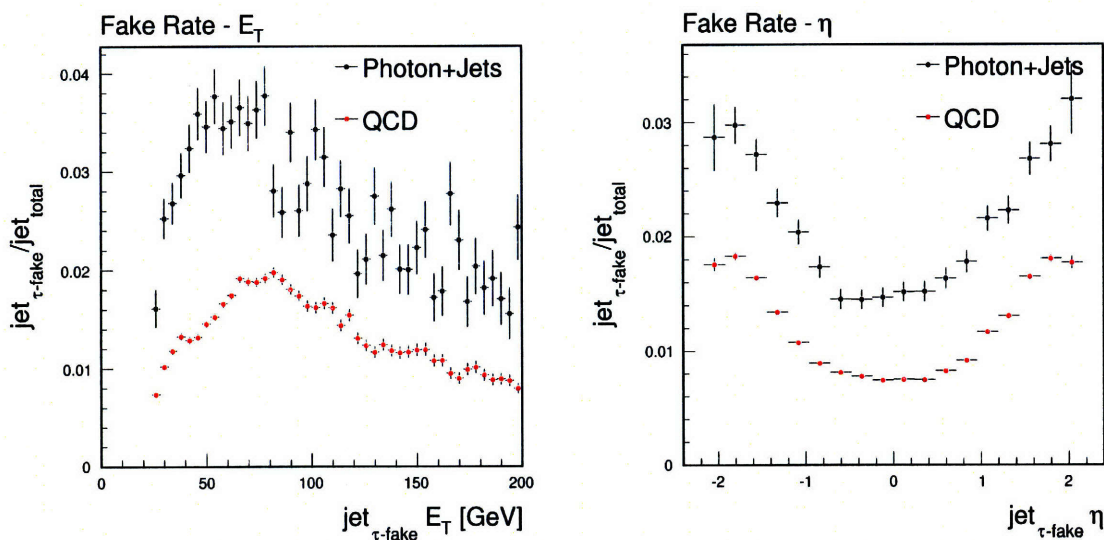 Fake Rate - E_T
Photon+Jets
QCD
jet_τ-fake/jet_total
0.04
0.03
0.02
0.01
0
0 50 100 150 200
jet_τ-fake E_T [GeV]
Fake Rate - η
Photon+Jets
QCD
jet_τ-fake/jet_total
0.03
0.02
0.01
0
-2 -1 0 1 2
jet_τ-fake η